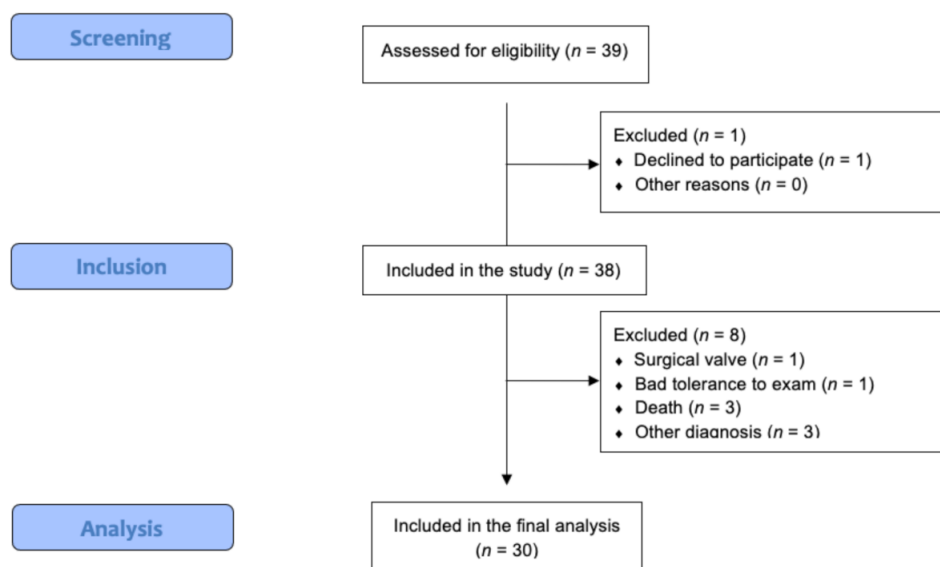 Screening
Assessed for eligibility (n = 39)
Excluded (n = 1)
♦ Declined to participate (n = 1)
♦ Other reasons (n = 0)
Inclusion
Included in the study (n = 38)
Excluded (n = 8)
♦ Surgical valve (n = 1)
♦ Bad tolerance to exam (n = 1)
♦ Death (n = 3)
♦ Other diagnosis (n = 3)
Analysis
Included in the final analysis
(n = 30)